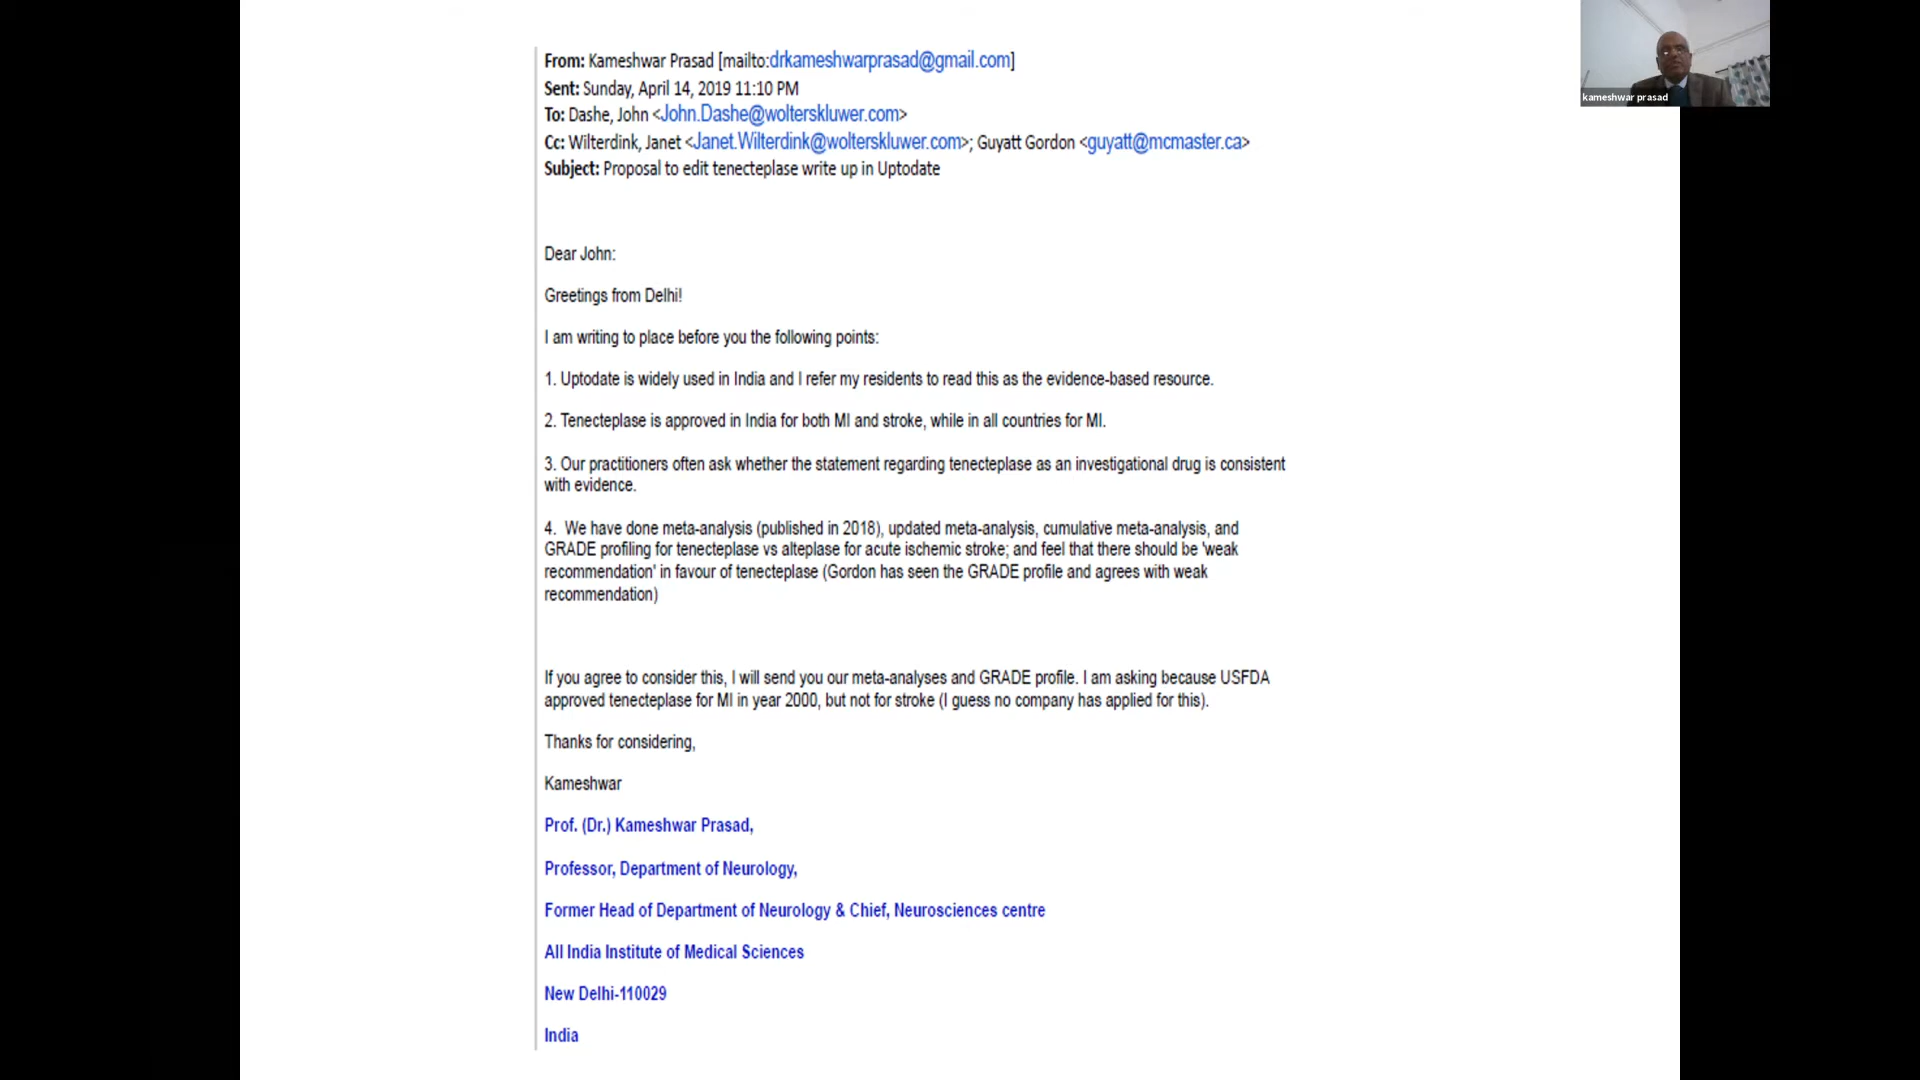 From: Kameshwar Prasad [mailto:drkameshwarprasad@gmail.com]
Sent: Sunday, April 14, 2019 11:10 PM
To: Dashe, John <John.Dashe@wolterskluwer.com>
Cc: Wilterdink, Janet <Janet.Wilterdink@wolterskluwer.com>; Guyatt Gordon <guyatt@mcmaster.ca>
Subject: Proposal to edit tenecteplase write up in Uptodate
Dear John:
Greetings from Delhi!
I am writing to place before you the following points:
1. Uptodate is widely used in India and I refer my residents to read this as the evidence-based resource.
2. Tenecteplase is approved in India for both MI and stroke, while in all countries for MI.
3. Our practitioners often ask whether the statement regarding tenecteplase as an investigational drug is consistent
with evidence.
4. We have done meta-analysis (published in 2018), updated meta-analysis, cumulative meta-analysis, and
GRADE profiling for tenecteplase vs alteplase for acute ischemic stroke; and feel that there should be 'weak
recommendation' in favour of tenecteplase (Gordon has seen the GRADE profile and agrees with weak
recommendation)
If you agree to consider this, I will send you our meta-analyses and GRADE profile. I am asking because USFDA
approved tenecteplase for MI in year 2000, but not for stroke (I guess no company has applied for this).
Thanks for considering,
Kameshwar
Prof. (Dr.) Kameshwar Prasad,
Professor, Department of Neurology,
Former Head of Department of Neurology & Chief, Neurosciences centre
All India Institute of Medical Sciences
New Delhi-110029
India
kameshwar prasad